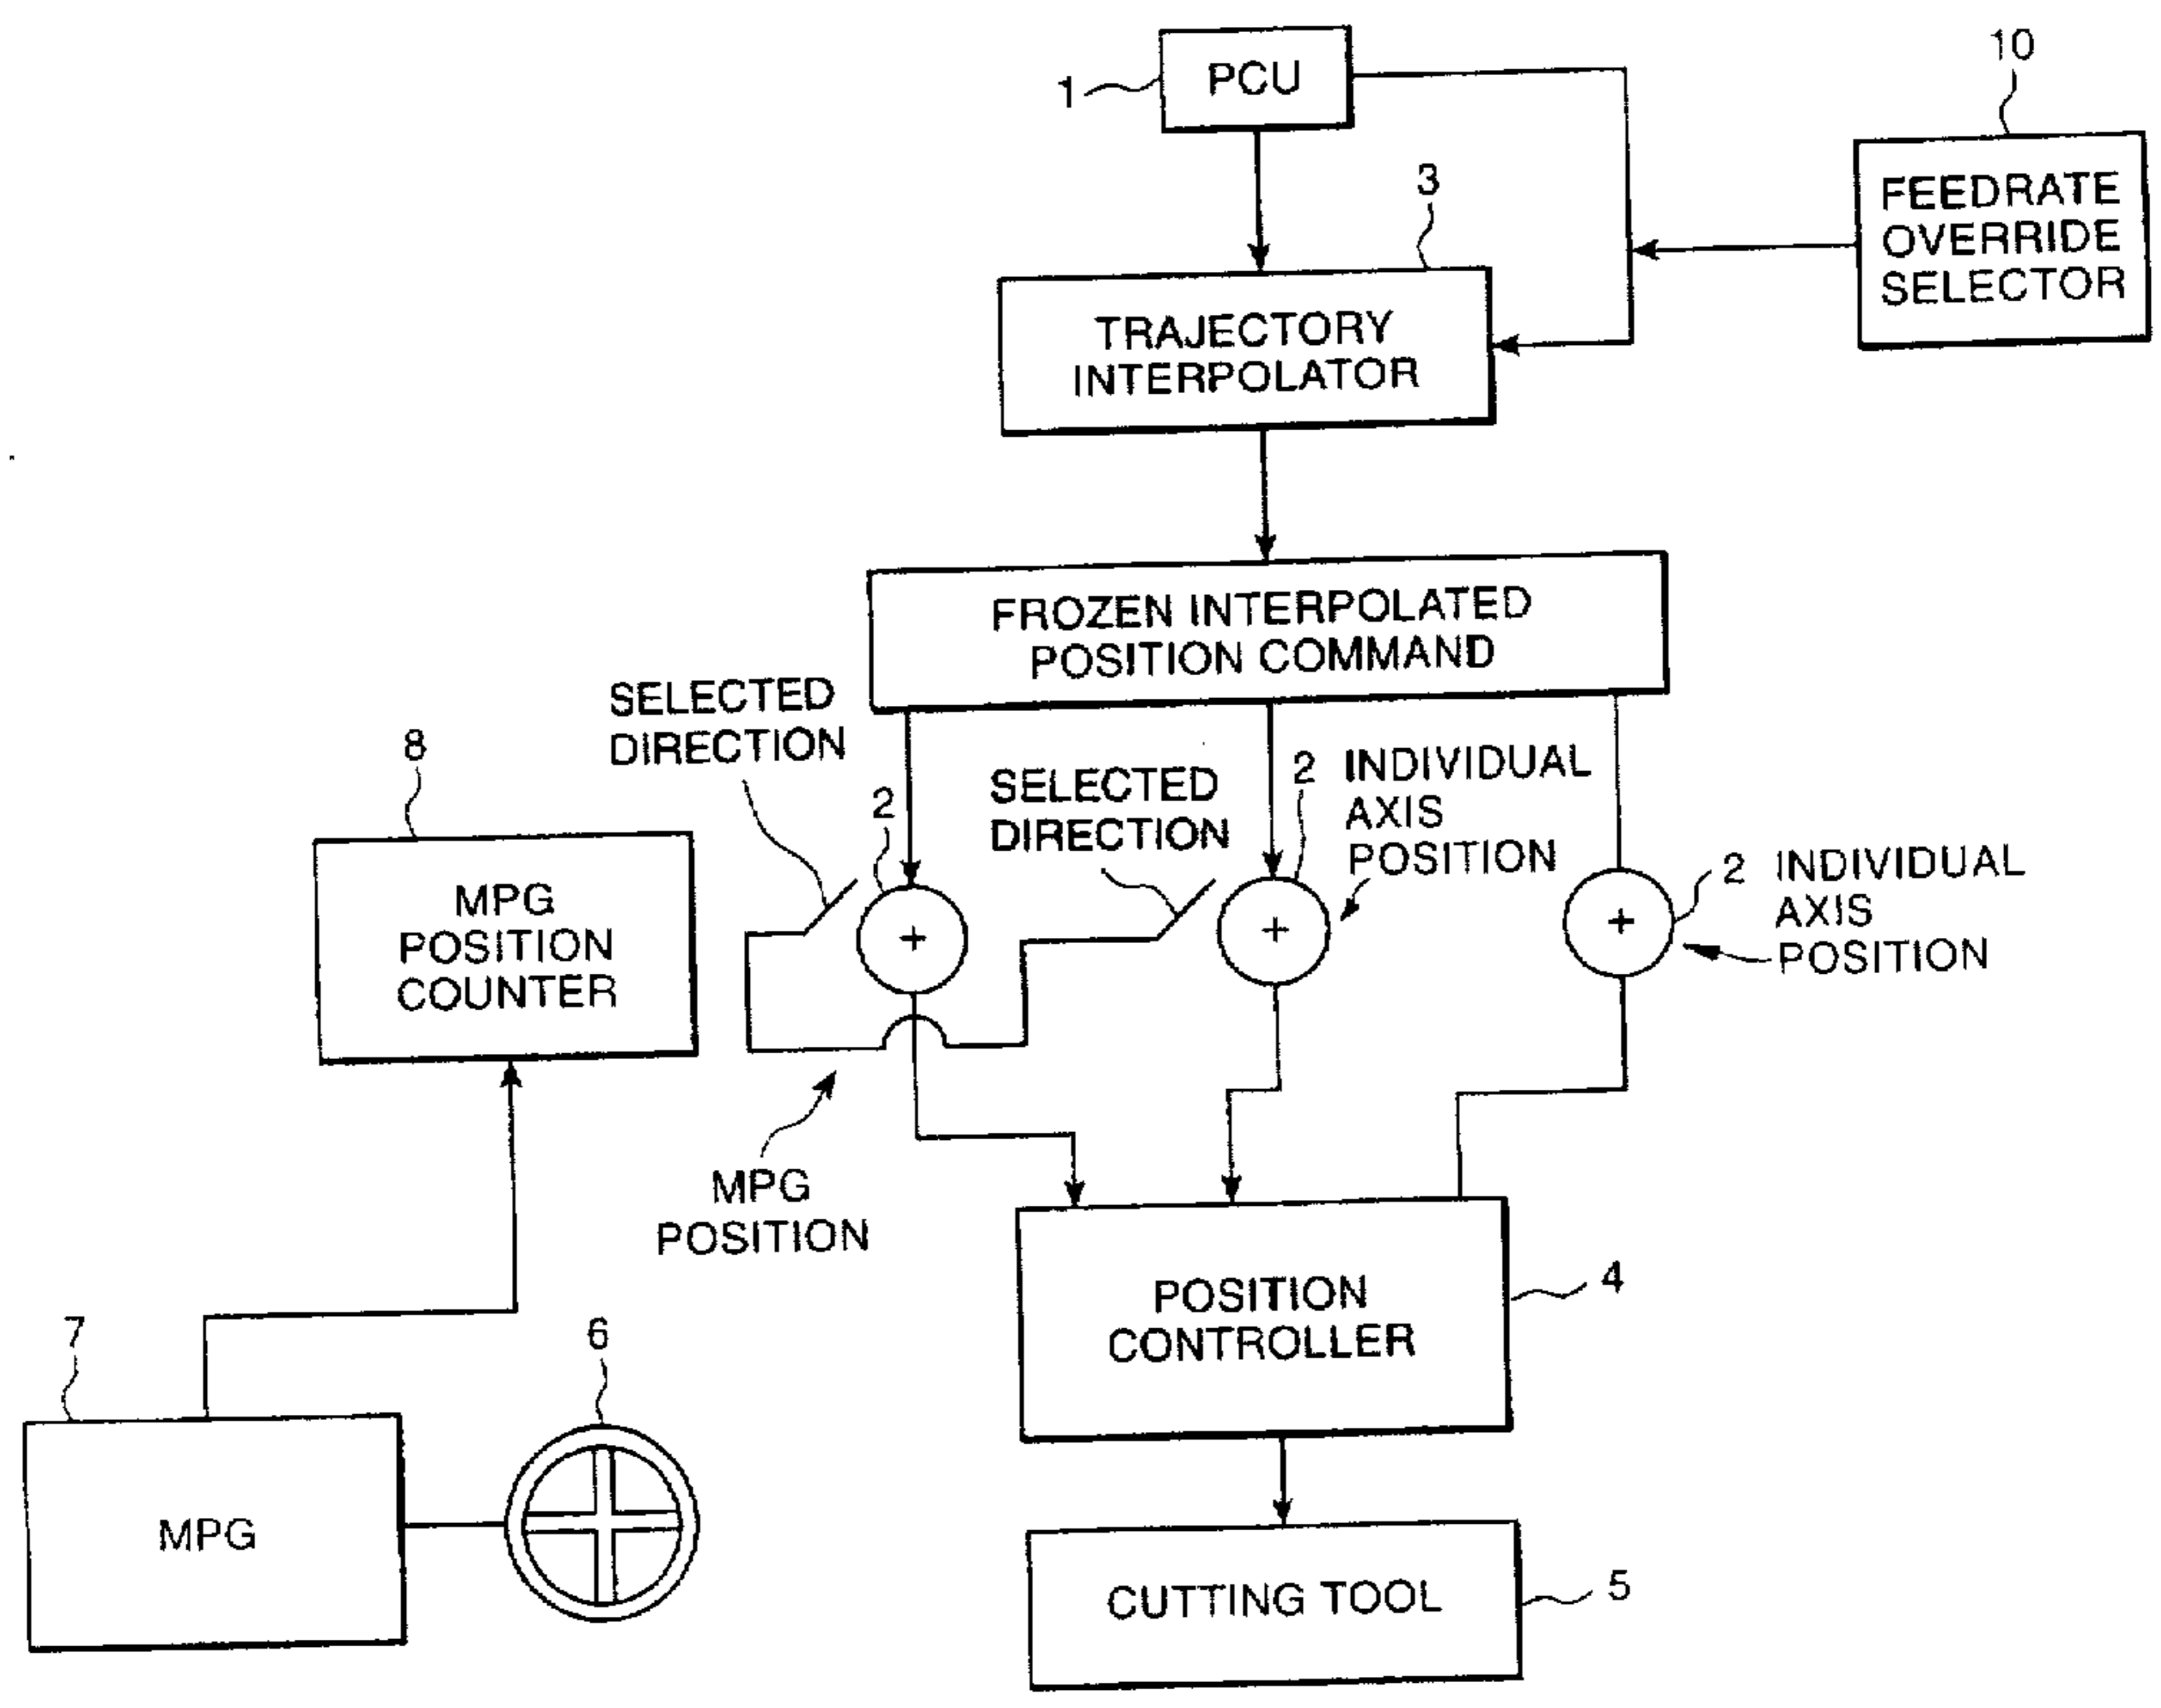 10
1
PCU
3
FEEDRATE
OVERRIDE
SELECTOR
TRAJECTORY
INTERPOLATOR
FROZEN INTERPOLATED
POSITION COMMAND
SELECTED
DIRECTION
8
2
SELECTED
DIRECTION
2
INDIVIDUAL
AXIS
POSITION
2
INDIVIDUAL
AXIS
POSITION
MPG
POSITION
COUNTER
+
+
+
MPG
POSITION
POSITION
CONTROLLER
4
7
6
MPG
CUTTING TOOL
5